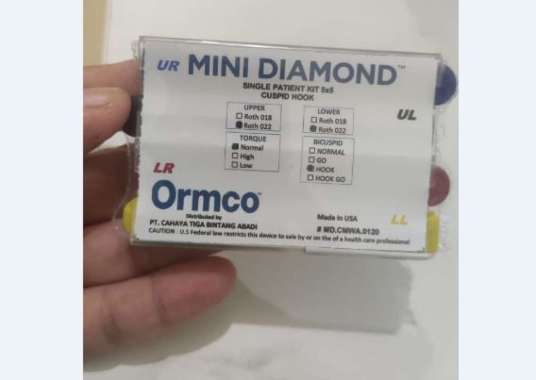 UR MINI DIAMOND™
SINGLE PATIENT KIT 5x5
CUSPID HOOK
UL
UPPER
Roth 018
Roth 022
LOWER
Roth 018
Roth 022
TORQUE
Normal
High
Low
BICUSPID
NORMAL
GO
HOOK
HOOK GO
LR
Ormco™
LL
Distributed by
PT. CAHAYA TIGA BINTANG ABADI
Made in USA
# MD.CMWA.0120
CAUTION : U.S Federal law restricts this device to sale by or on the of a health care professional